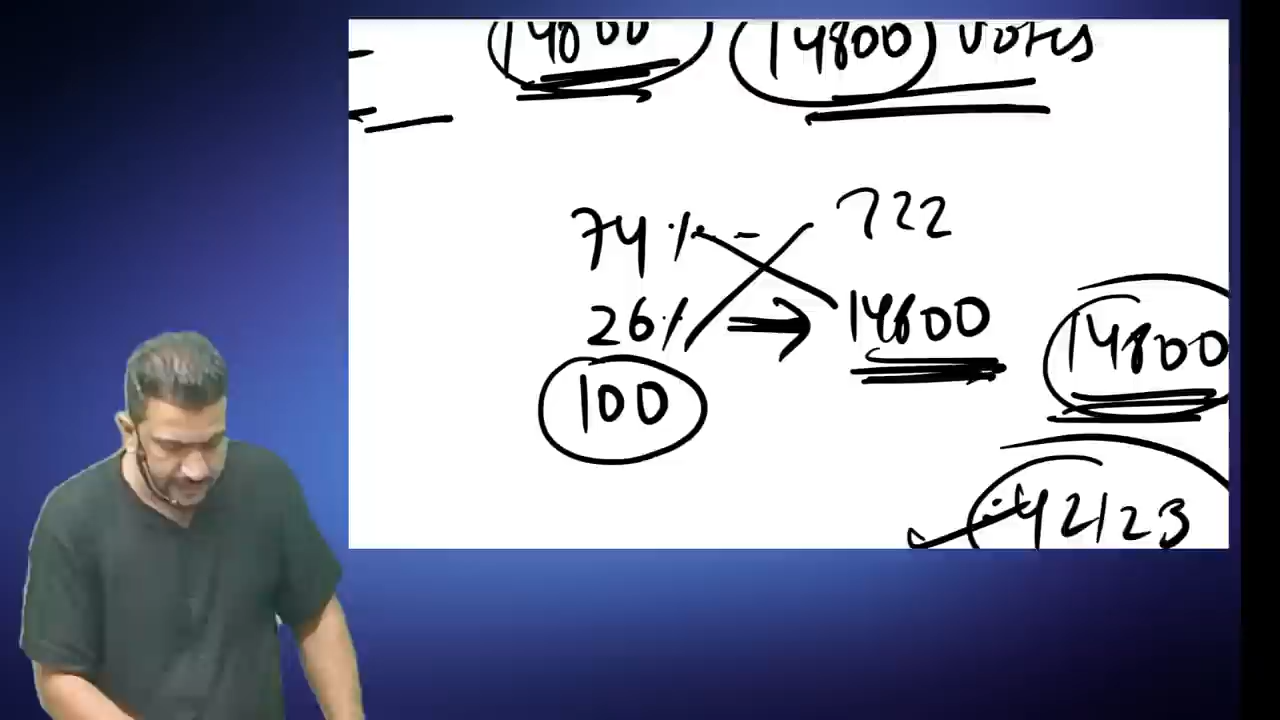 14800 14800 votes
74% - 722
26% ⇒ 14800 14800
100
42123